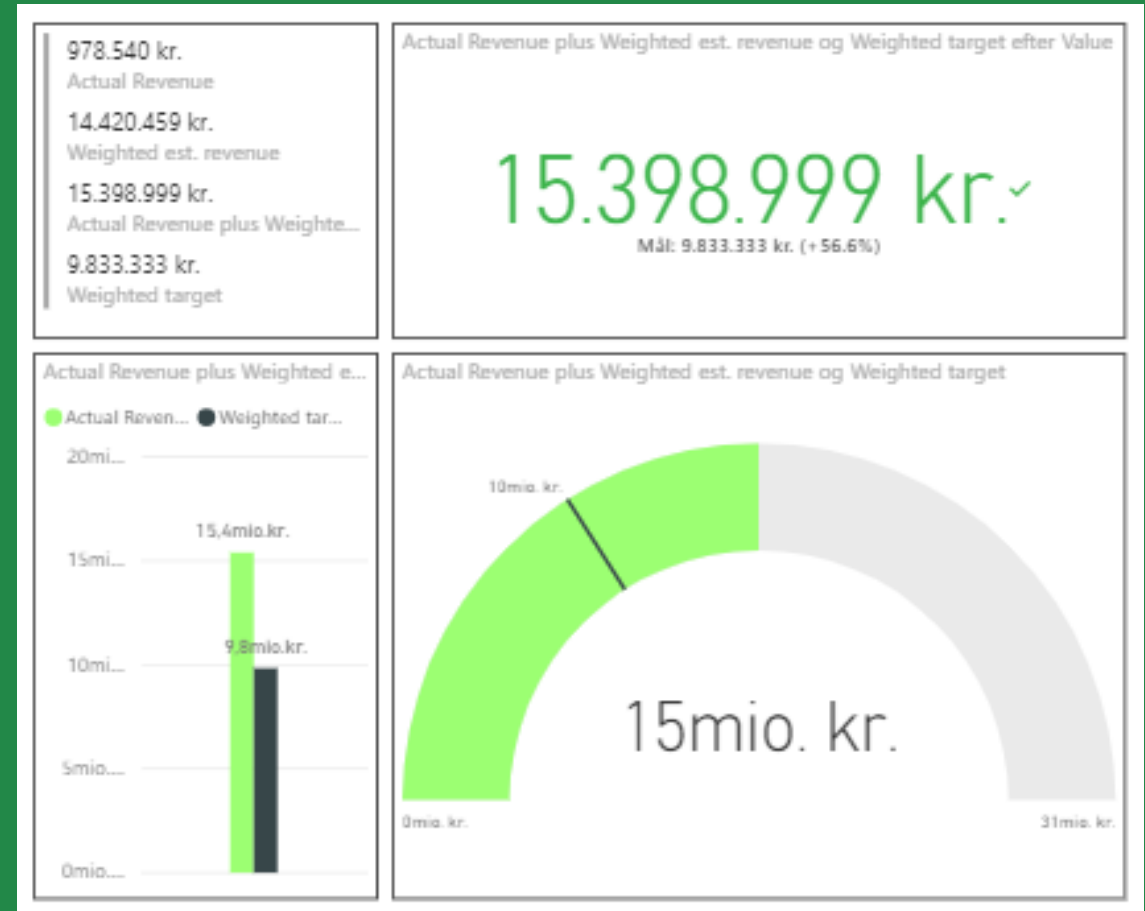 978.540 kr.
Actual Revenue
14.420.459 kr.
Weighted est. revenue
15.398.999 kr.
Actual Revenue plus Weighte...
9.833.333 kr.
Weighted target
Actual Revenue plus Weighted est. revenue og Weighted target efter Value
15.398.999 kr.
Mål: 9.833.333 kr. (+56.6%)
Actual Revenue plus Weighted e...
Actual Reven... Weighted tar...
20mi...
15,4mio.kr.
15mi...
9,8mio.kr.
10mi...
5mio....
0mio....
Actual Revenue plus Weighted est. revenue og Weighted target
10mio. kr.
15mio. kr.
0mio. kr.
31mio. kr.